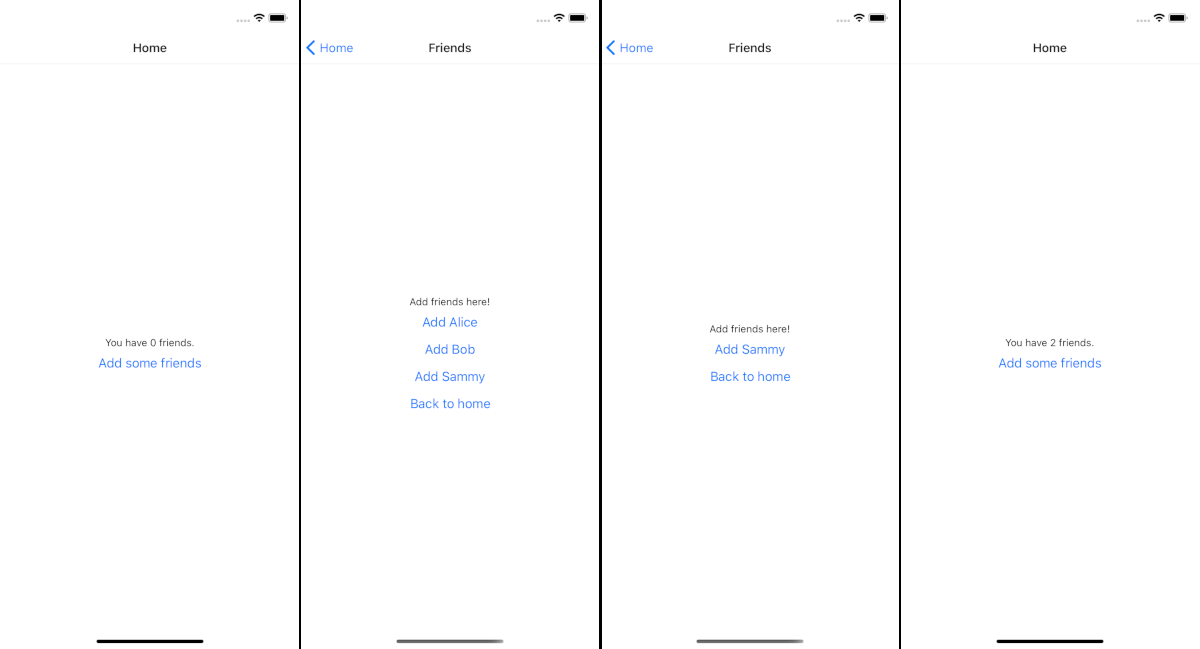 Home
You have 0 friends.
Add some friends
Home
Friends
Add friends here!
Add Alice
Add Bob
Add Sammy
Back to home
Home
Friends
Add friends here!
Add Sammy
Back to home
Home
You have 2 friends.
Add some friends